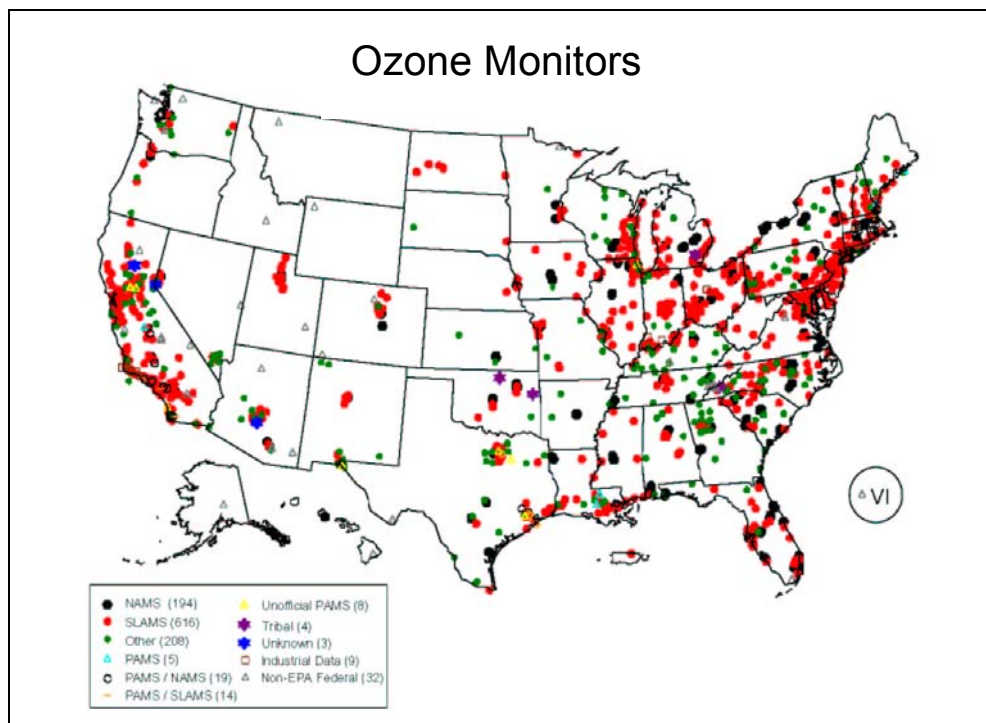 Ozone Monitors
VI
NAMS (194)
SLAMS (616)
Other (208)
PAMS (5)
PAMS / NAMS (19)
PAMS / SLAMS (14)
Unofficial PAMS (8)
Tribal (4)
Unknown (3)
Industrial Data (9)
Non-EPA Federal (32)